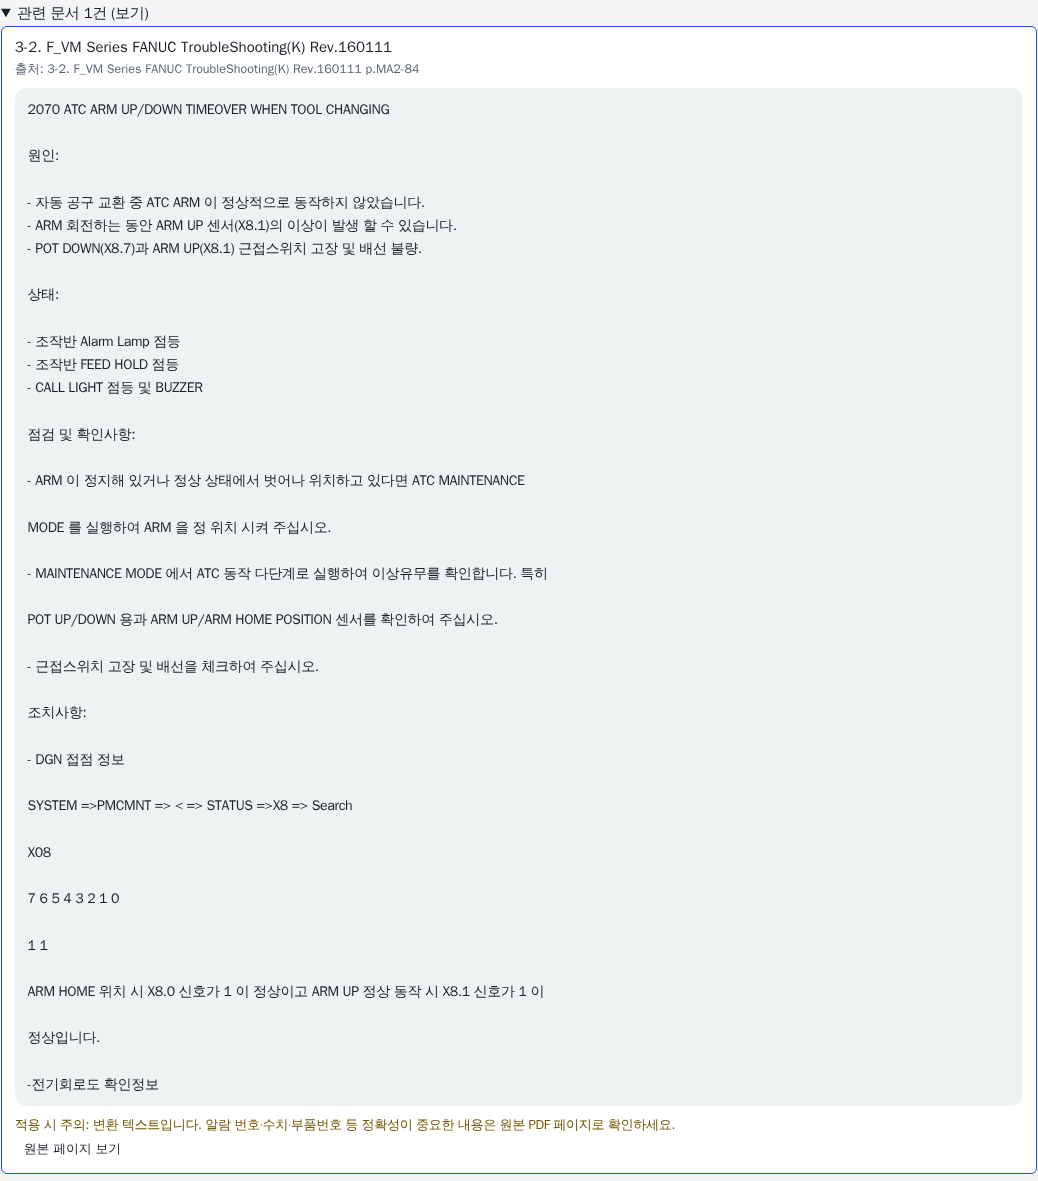 ▼ 관련 문서 1건 (보기)
3-2. F_VM Series FANUC TroubleShooting(K) Rev.160111
출처: 3-2. F_VM Series FANUC TroubleShooting(K) Rev.160111 p.MA2-84
2070 ATC ARM UP/DOWN TIMEOVER WHEN TOOL CHANGING
원인:
- 자동 공구 교환 중 ATC ARM 이 정상적으로 동작하지 않았습니다.
- ARM 회전하는 동안 ARM UP 센서(X8.1)의 이상이 발생 할 수 있습니다.
- POT DOWN(X8.7)과 ARM UP(X8.1) 근접스위치 고장 및 배선 불량.
상태:
- 조작반 Alarm Lamp 점등
- 조작반 FEED HOLD 점등
- CALL LIGHT 점등 및 BUZZER
점검 및 확인사항:
- ARM 이 정지해 있거나 정상 상태에서 벗어나 위치하고 있다면 ATC MAINTENANCE
MODE 를 실행하여 ARM 을 정 위치 시켜 주십시오.
- MAINTENANCE MODE 에서 ATC 동작 다단계로 실행하여 이상유무를 확인합니다. 특히
POT UP/DOWN 용과 ARM UP/ARM HOME POSITION 센서를 확인하여 주십시오.
- 근접스위치 고장 및 배선을 체크하여 주십시오.
조치사항:
- DGN 접점 정보
SYSTEM =>PMCMNT => < => STATUS =>X8 => Search
X08
7 6 5 4 3 2 1 0
1 1
ARM HOME 위치 시 X8.0 신호가 1 이 정상이고 ARM UP 정상 동작 시 X8.1 신호가 1 이
정상입니다.
-전기회로도 확인정보
적용 시 주의: 변환 텍스트입니다. 알람 번호·수치·부품번호 등 정확성이 중요한 내용은 원본 PDF 페이지로 확인하세요.
원본 페이지 보기